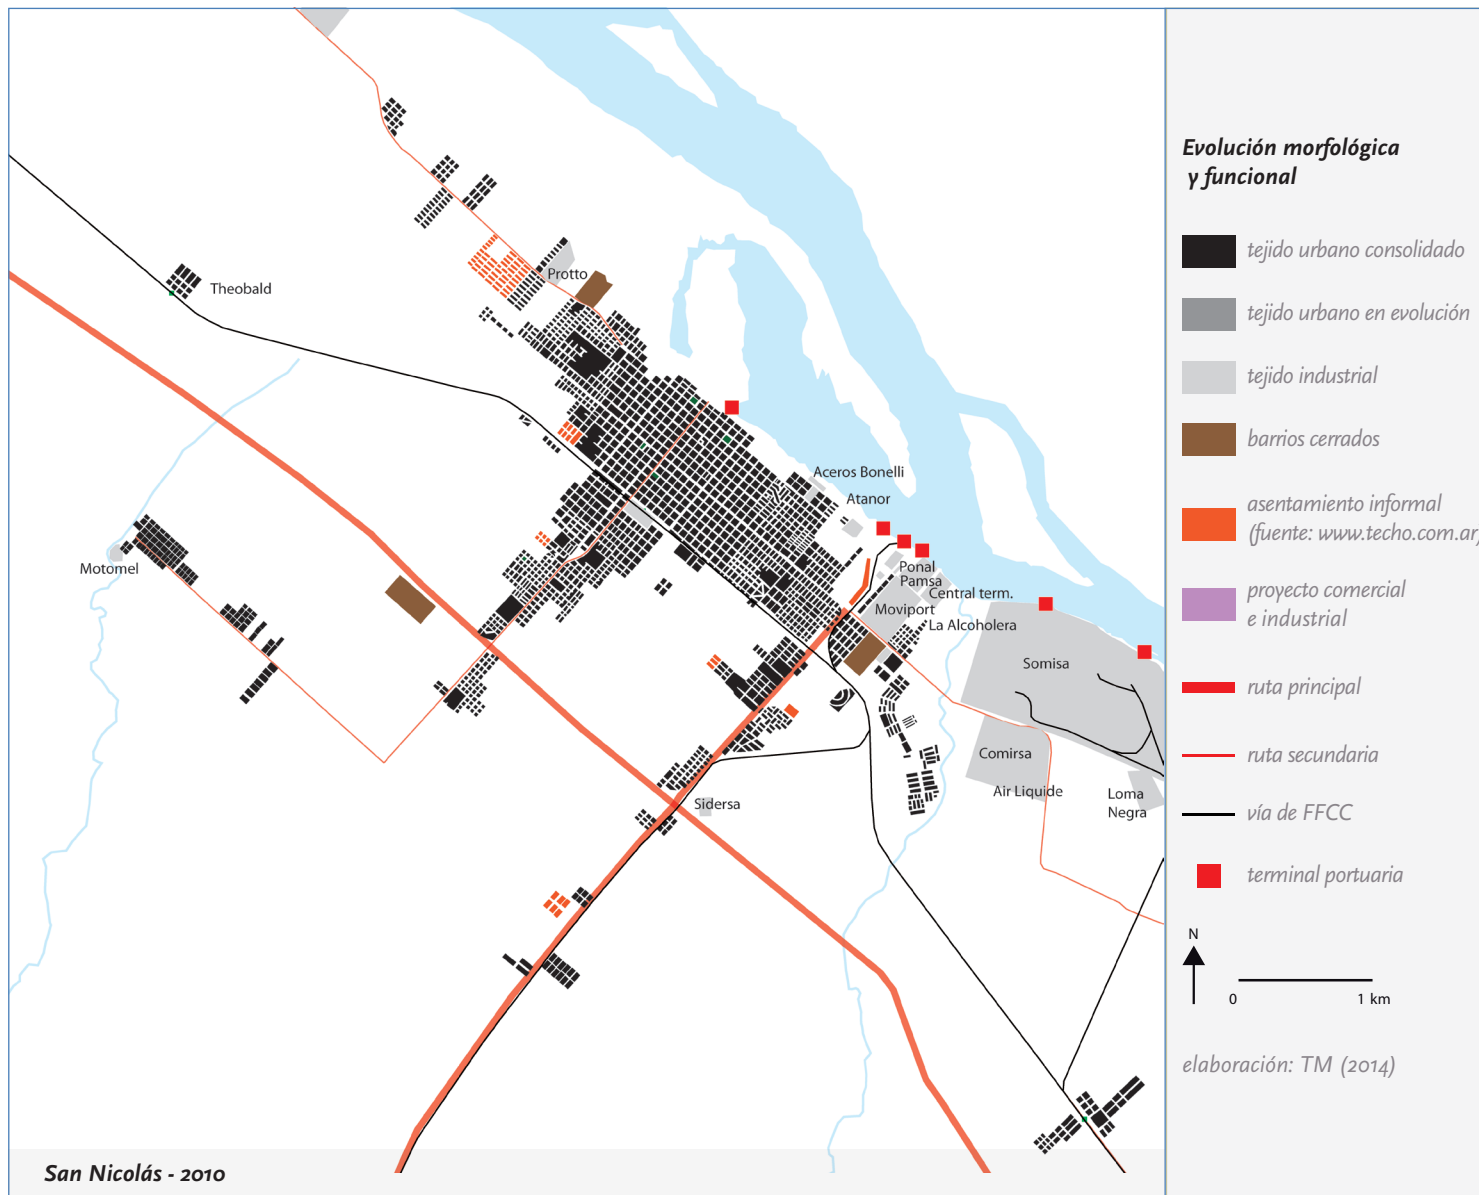 Theobald
Protto
Aceros Bonelli
Atanor
Motomel
Ponal
Pamsa
Central term.
Moviport
La Alcoholera
Somisa
Comirsa
Air Liquide
Loma
Negra
Sidersa
San Nicolás - 2010
Evolución morfológica
y funcional
tejido urbano consolidado
tejido urbano en evolución
tejido industrial
barrios cerrados
asentamiento informal
(fuente: www.techo.com.ar)
proyecto comercial
e industrial
ruta principal
ruta secundaria
vía de FFCC
terminal portuaria
N
0 1 km
elaboración: TM (2014)